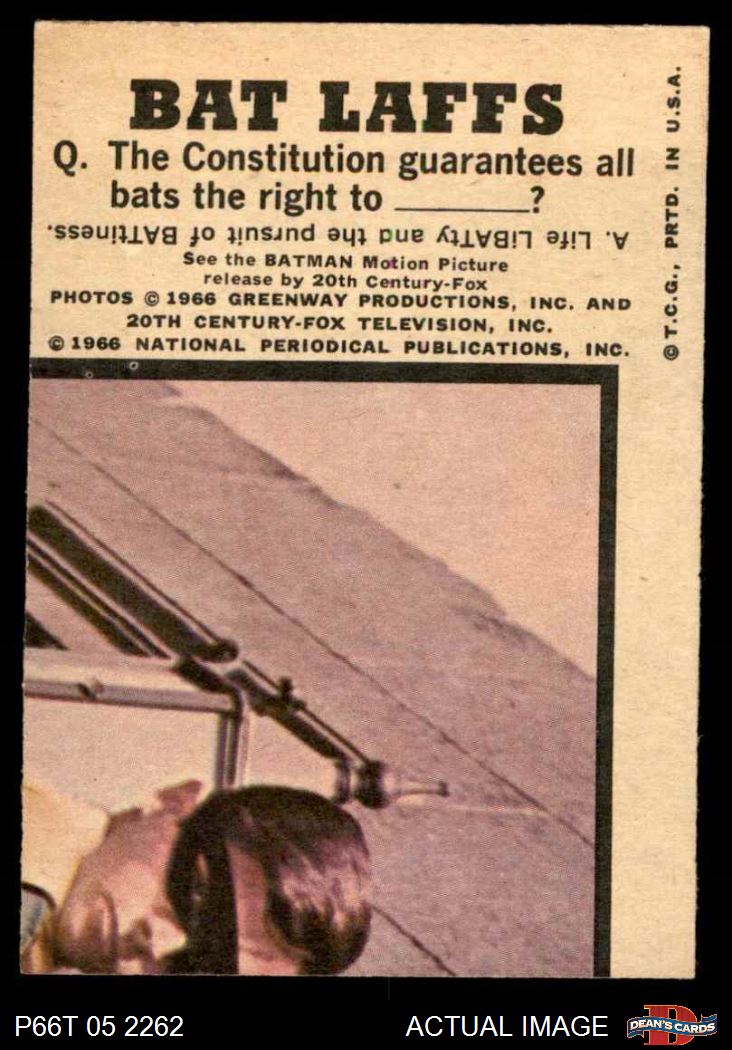 BAT LAFFS
Q. The Constitution guarantees all
bats the right to ________?
A. Life LIBATty and the pursuit of BATtiness.
See the BATMAN Motion Picture
release by 20th Century-Fox
PHOTOS © 1966 GREENWAY PRODUCTIONS, INC. AND
20TH CENTURY-FOX TELEVISION, INC.
© 1966 NATIONAL PERIODICAL PUBLICATIONS, INC.
© T.C.G., PRTD. IN U.S.A.
P66T 05 2262
ACTUAL IMAGE
DEAN'S CARDS